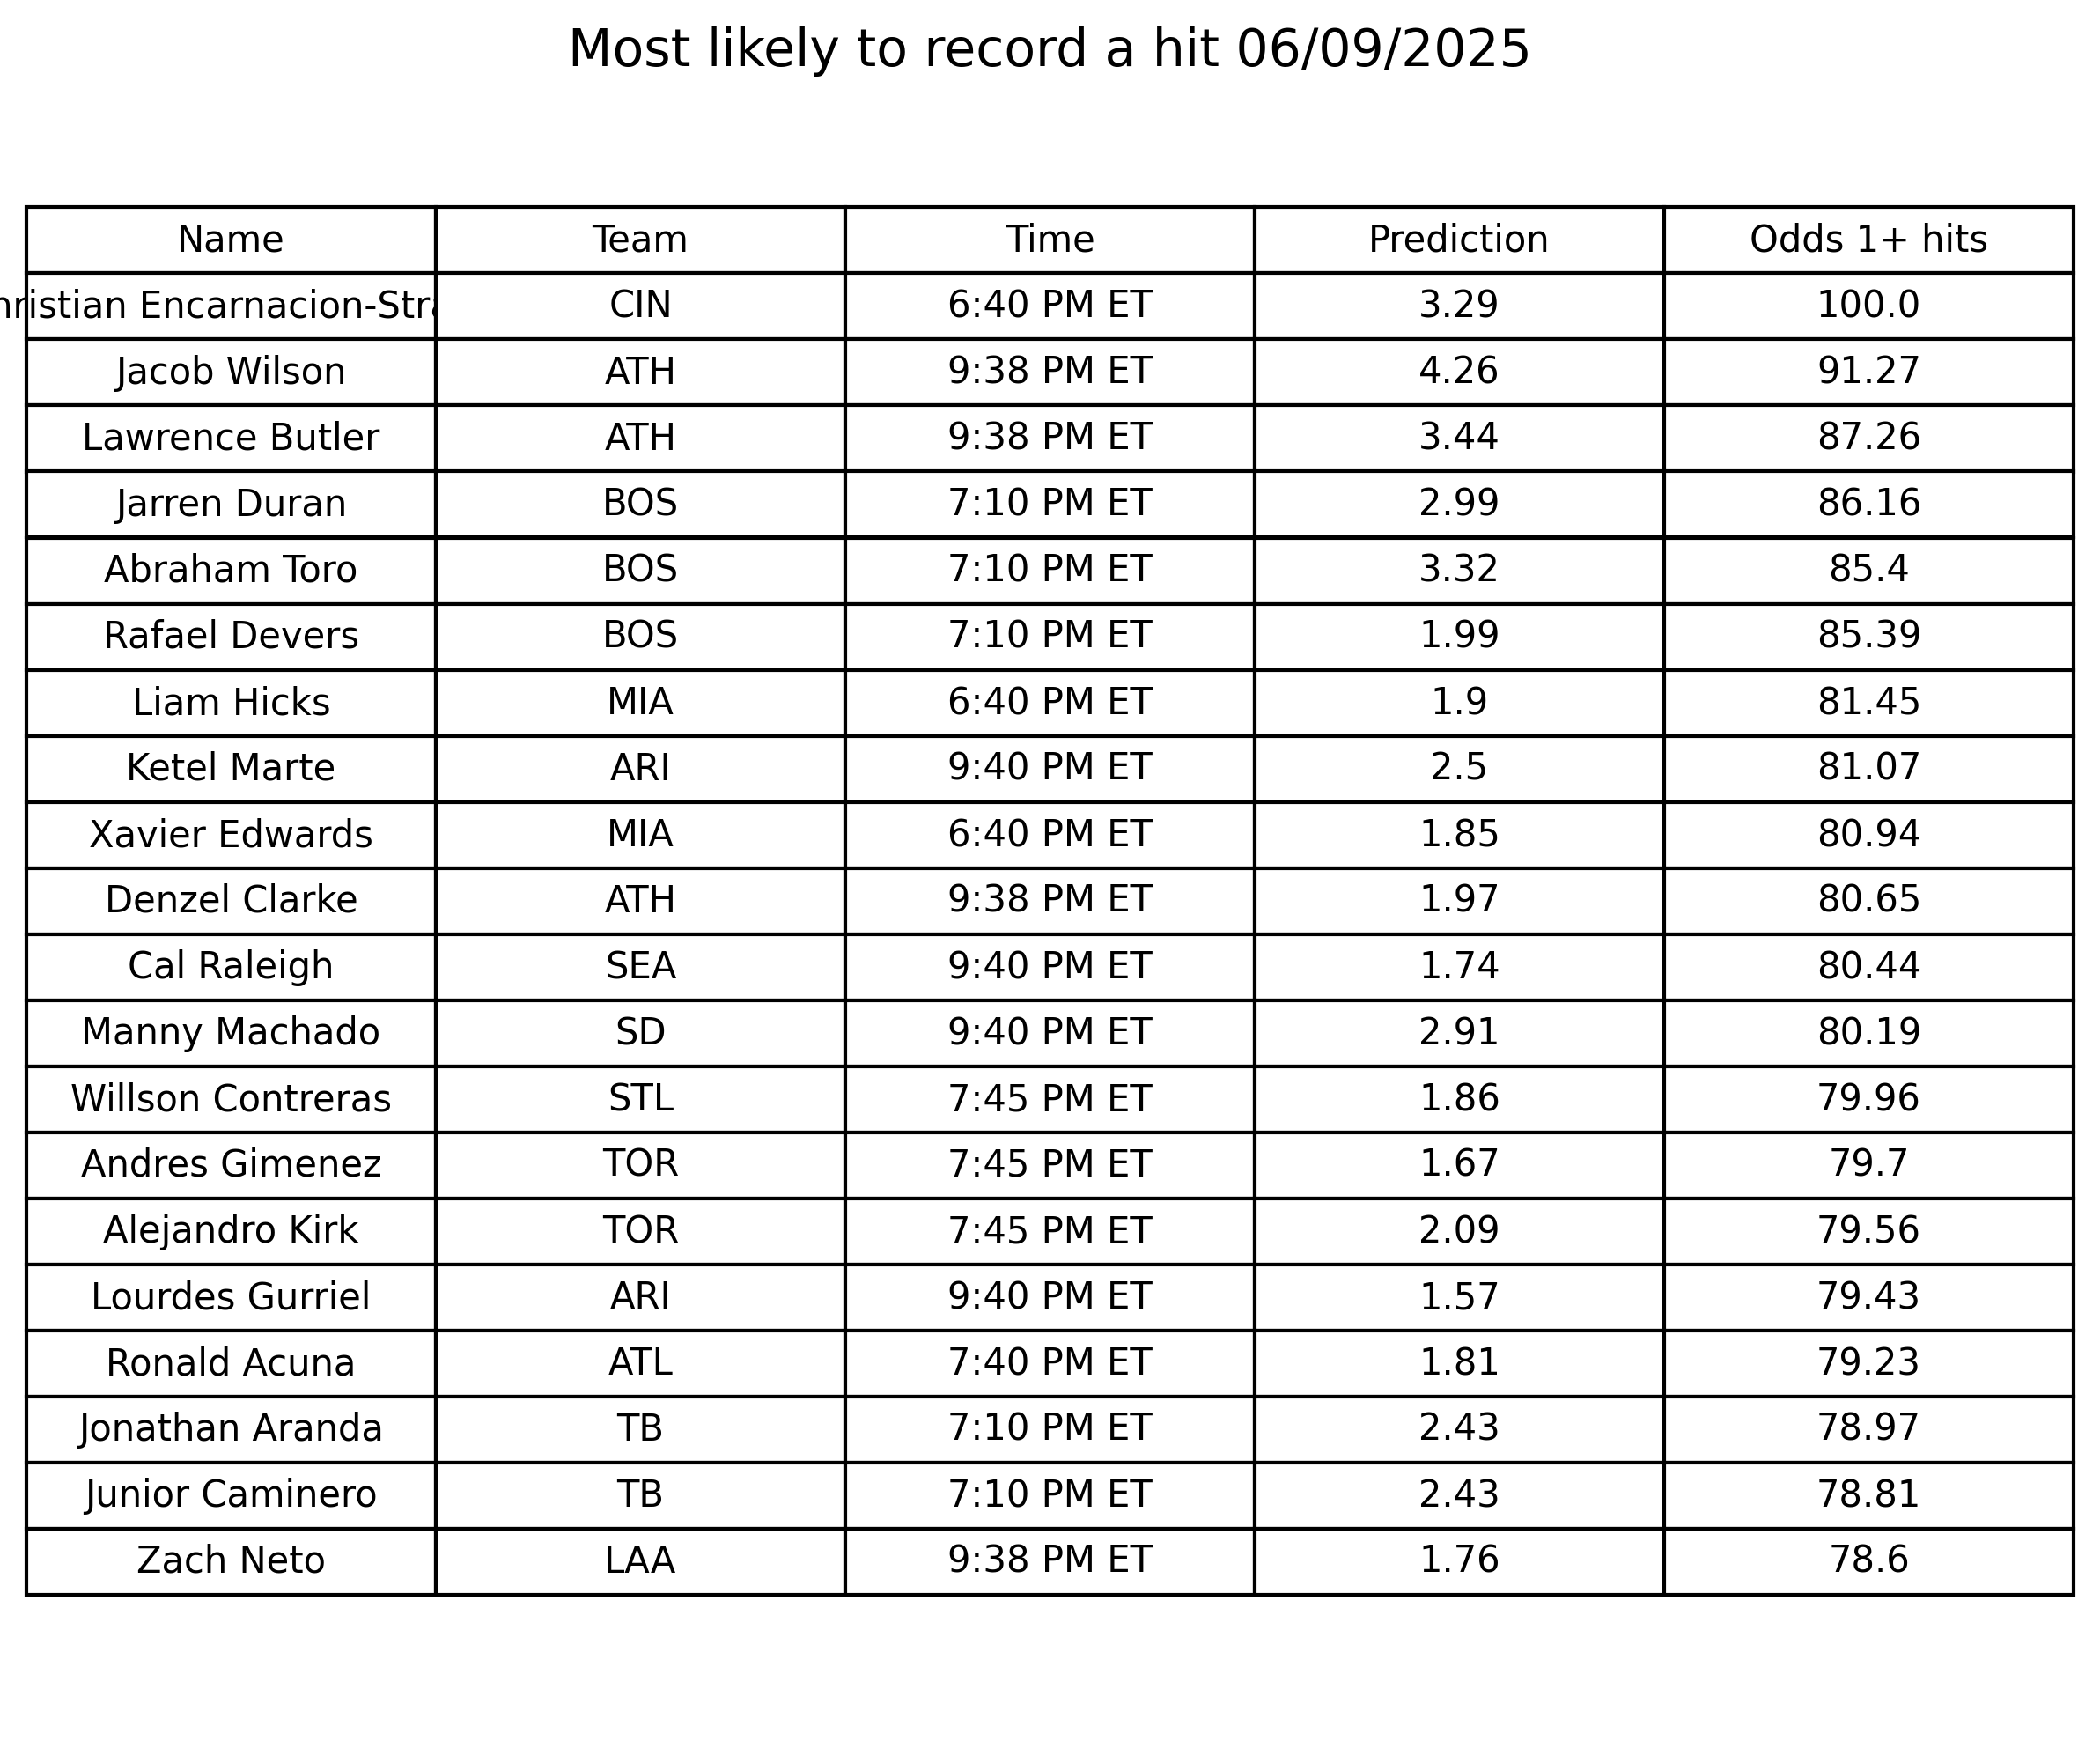 Most likely to record a hit 06/09/2025
Name Team Time Prediction Odds 1+ hits
hristian Encarnacion-Stra CIN 6:40 PM ET 3.29 100.0
Jacob Wilson ATH 9:38 PM ET 4.26 91.27
Lawrence Butler ATH 9:38 PM ET 3.44 87.26
Jarren Duran BOS 7:10 PM ET 2.99 86.16
Abraham Toro BOS 7:10 PM ET 3.32 85.4
Rafael Devers BOS 7:10 PM ET 1.99 85.39
Liam Hicks MIA 6:40 PM ET 1.9 81.45
Ketel Marte ARI 9:40 PM ET 2.5 81.07
Xavier Edwards MIA 6:40 PM ET 1.85 80.94
Denzel Clarke ATH 9:38 PM ET 1.97 80.65
Cal Raleigh SEA 9:40 PM ET 1.74 80.44
Manny Machado SD 9:40 PM ET 2.91 80.19
Willson Contreras STL 7:45 PM ET 1.86 79.96
Andres Gimenez TOR 7:45 PM ET 1.67 79.7
Alejandro Kirk TOR 7:45 PM ET 2.09 79.56
Lourdes Gurriel ARI 9:40 PM ET 1.57 79.43
Ronald Acuna ATL 7:40 PM ET 1.81 79.23
Jonathan Aranda TB 7:10 PM ET 2.43 78.97
Junior Caminero TB 7:10 PM ET 2.43 78.81
Zach Neto LAA 9:38 PM ET 1.76 78.6